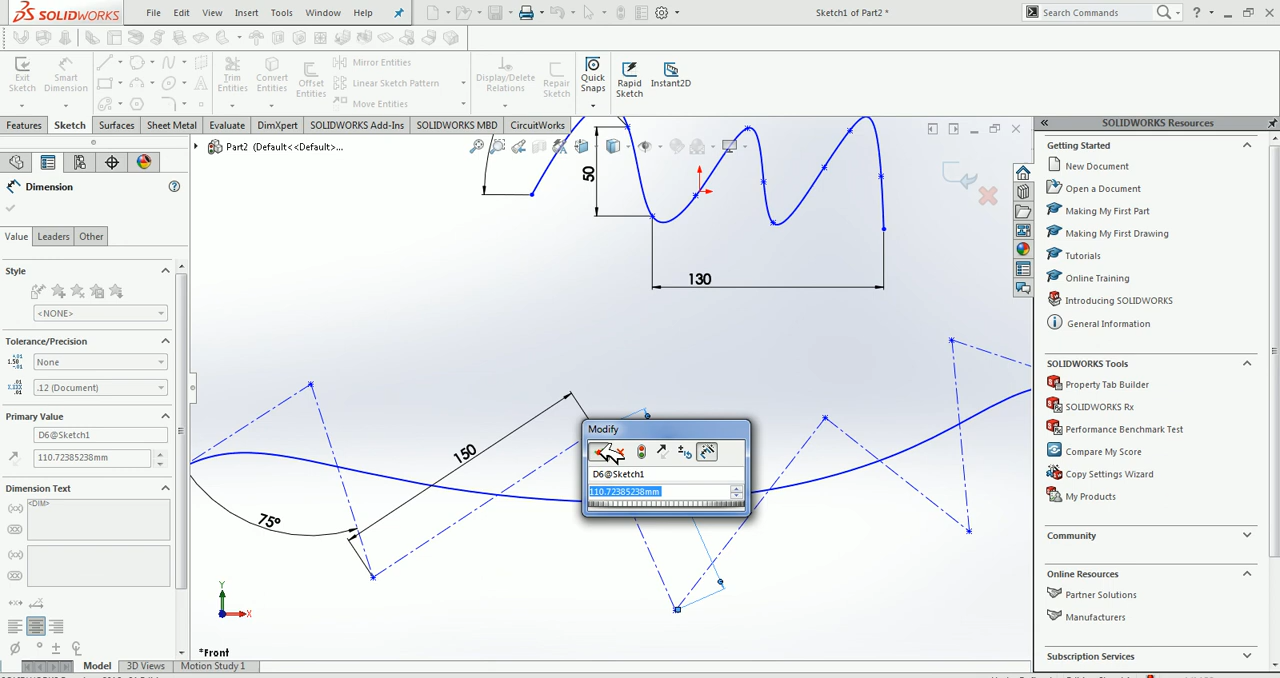 SOLIDWORKS File Edit View Insert Tools Window Help Sketch1 of Part2 * Search Commands
Exit Sketch Smart Dimension Trim Entities Convert Entities Offset Entities Mirror Entities Linear Sketch Pattern Move Entities Display/Delete Relations Repair Sketch Quick Snaps Rapid Sketch Instant2D
Features Sketch Surfaces Sheet Metal Evaluate DimXpert SOLIDWORKS Add-Ins SOLIDWORKS MBD CircuitWorks
Part2 (Default<<Default>...
Dimension
Value Leaders Other
Style
<NONE>
Tolerance/Precision
None
.12 (Document)
Primary Value
D6@Sketch1
110.72385238mm
Dimension Text
<DIM>
50
130
150
75°
Modify
D6@Sketch1
110.72385238mm
Y
X
*Front
Model 3D Views Motion Study 1
SOLIDWORKS Resources
Getting Started
New Document
Open a Document
Making My First Part
Making My First Drawing
Tutorials
Online Training
Introducing SOLIDWORKS
General Information
SOLIDWORKS Tools
Property Tab Builder
SOLIDWORKS Rx
Performance Benchmark Test
Compare My Score
Copy Settings Wizard
My Products
Community
Online Resources
Partner Solutions
Manufacturers
Subscription Services